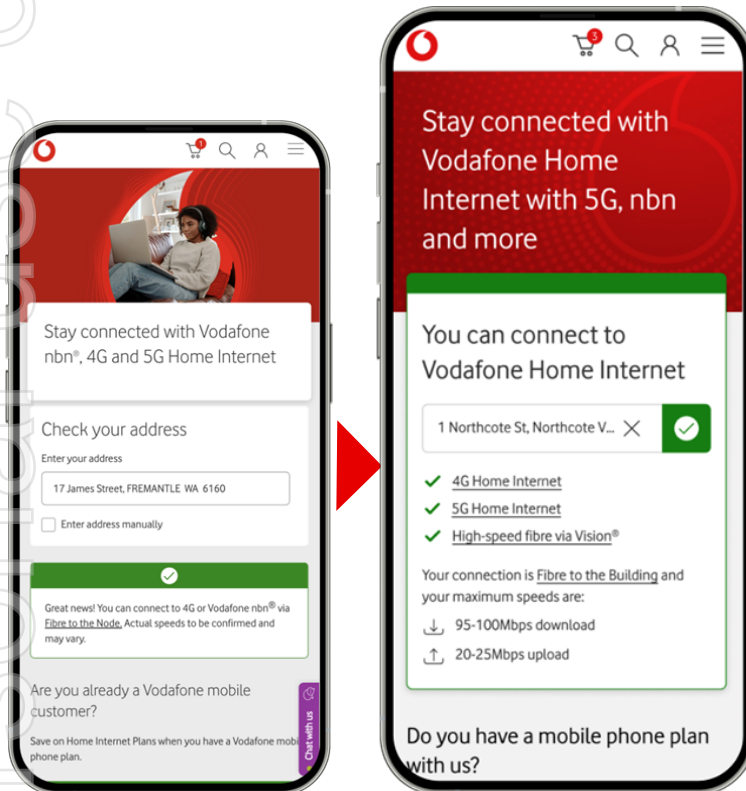 1
Stay connected with Vodafone
nbn®, 4G and 5G Home Internet
Check your address
Enter your address
17 James Street, FREMANTLE WA 6160
Enter address manually
Great news! You can connect to 4G or Vodafone nbn® via
Fibre to the Node. Actual speeds to be confirmed and
may vary.
Are you already a Vodafone mobile
customer?
Save on Home Internet Plans when you have a Vodafone mobi
phone plan.
Chat with us
3
Stay connected with
Vodafone Home
Internet with 5G, nbn
and more
You can connect to
Vodafone Home Internet
1 Northcote St, Northcote V...
4G Home Internet
5G Home Internet
High-speed fibre via Vision®
Your connection is Fibre to the Building and
your maximum speeds are:
95-100Mbps download
20-25Mbps upload
Do you have a mobile phone plan
with us?